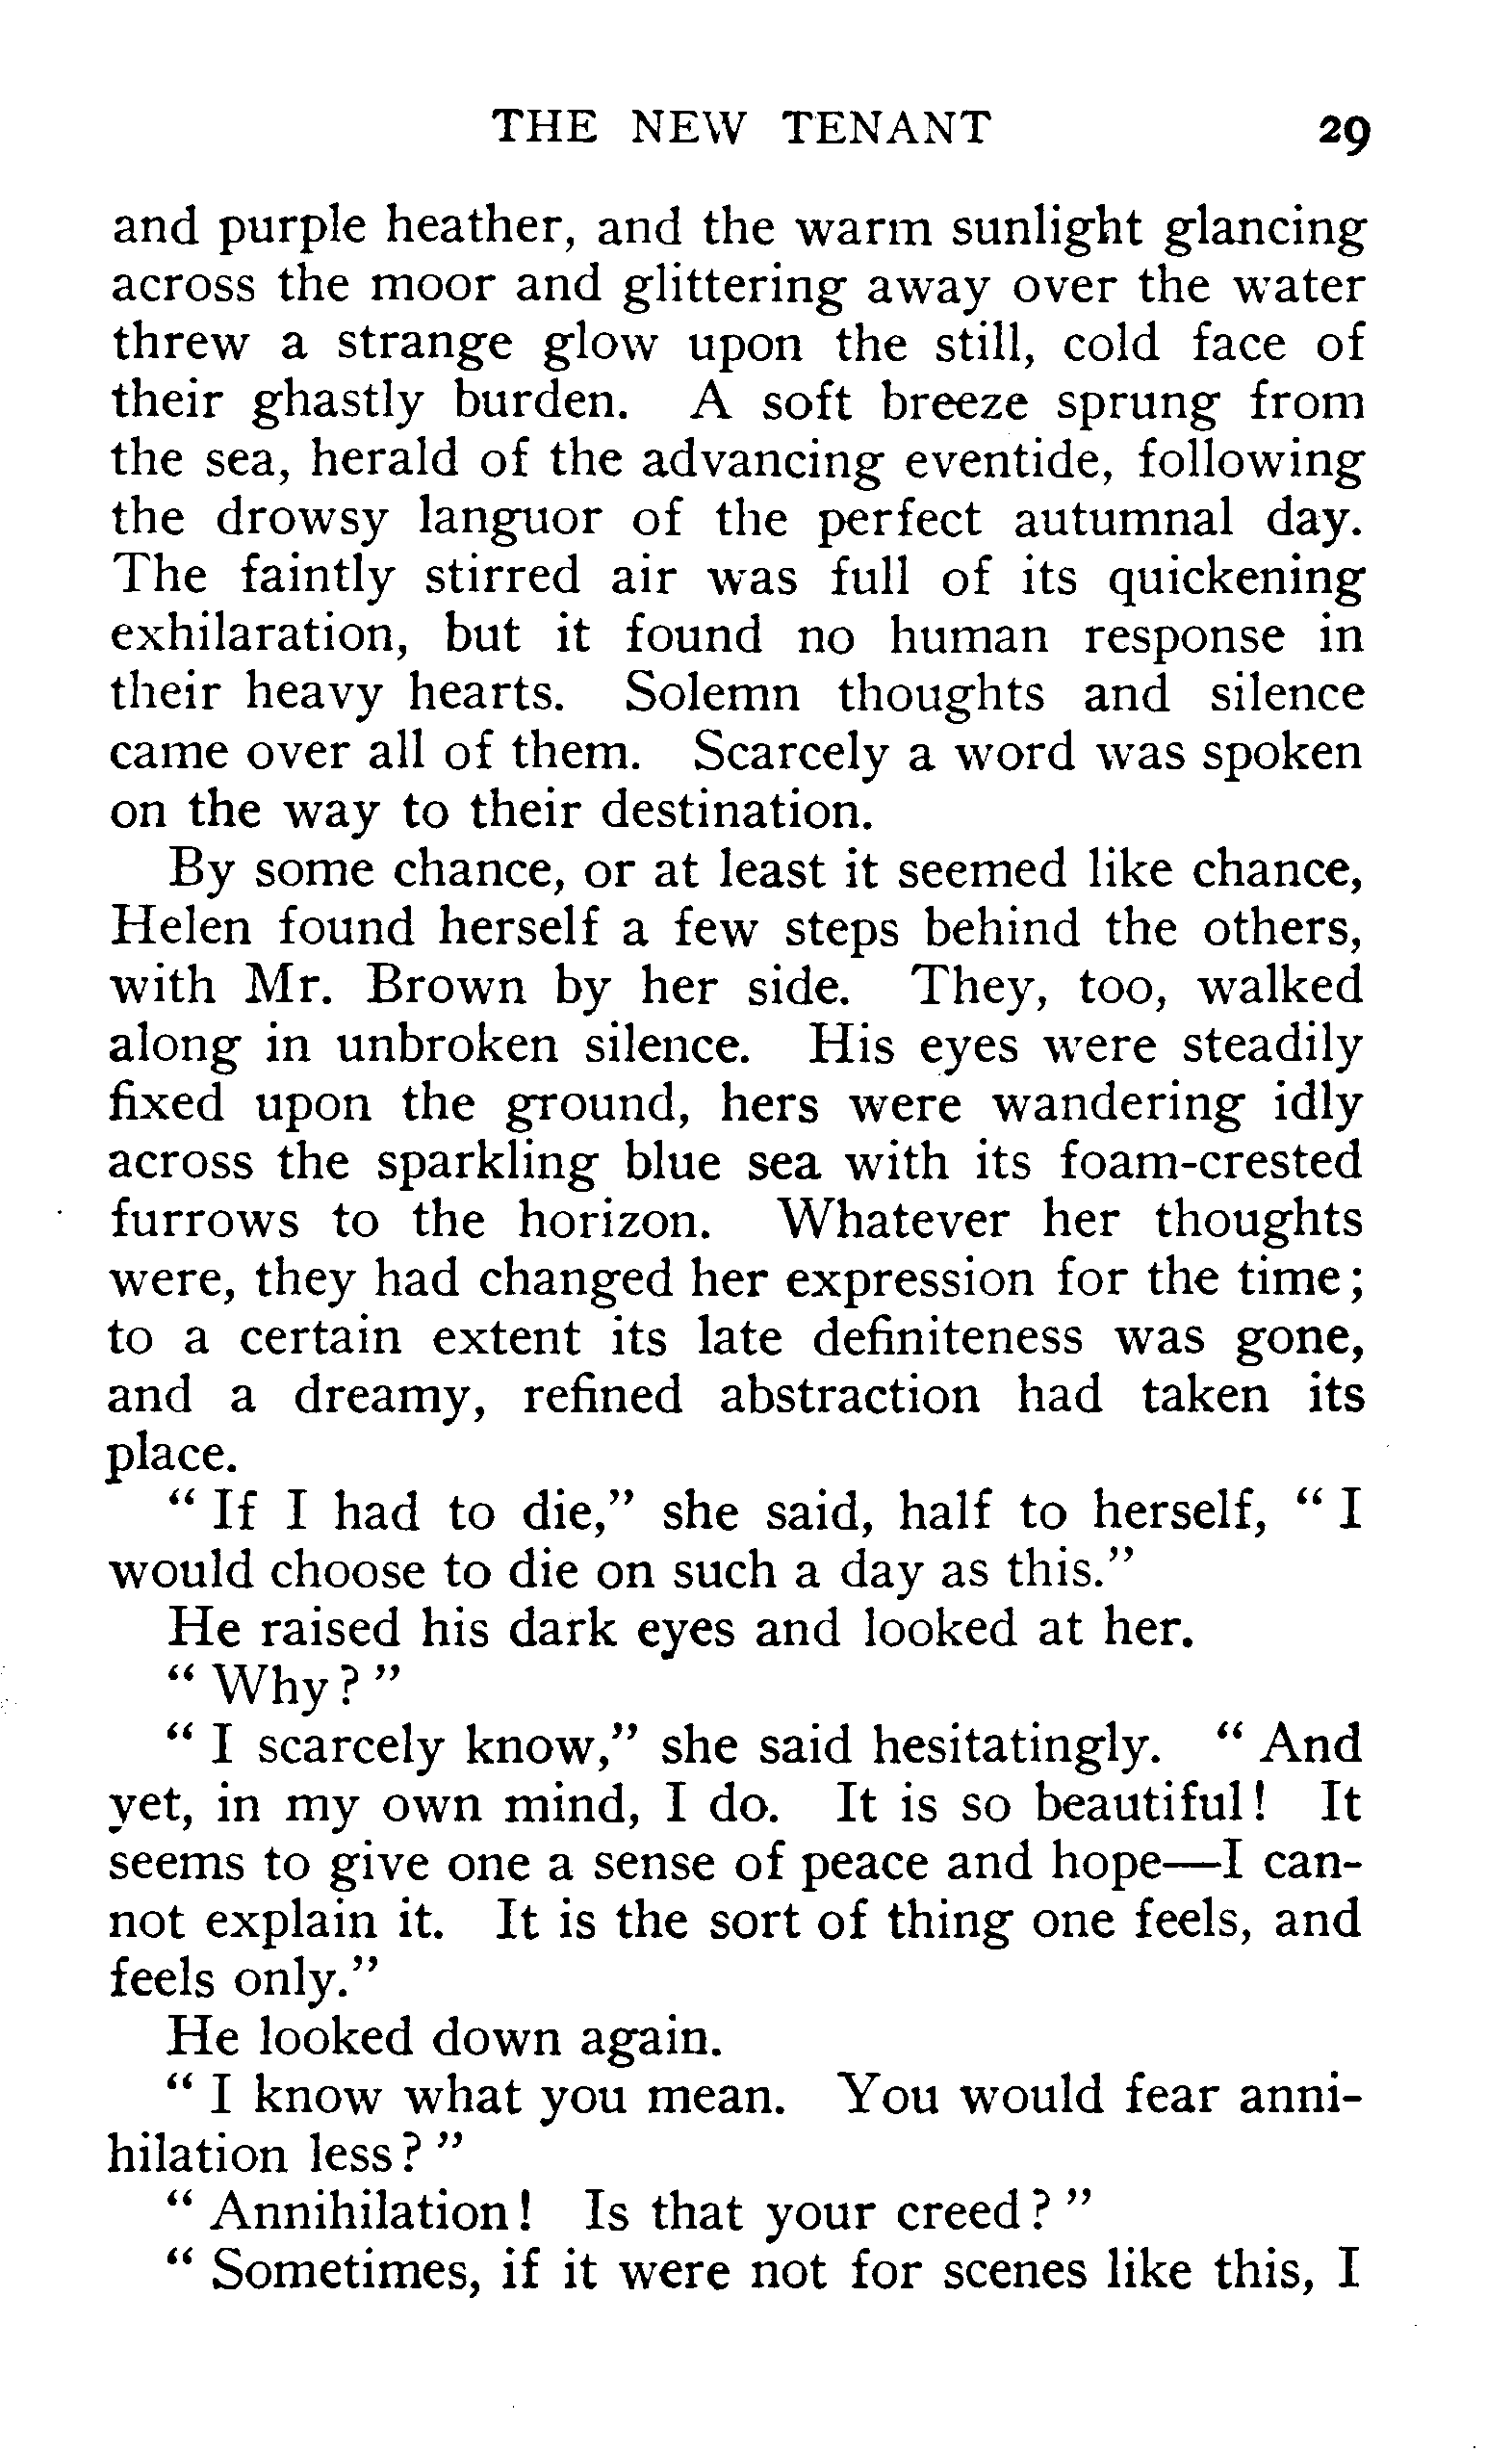 THE NEW TENANT 29
and purple heather, and the warm sunlight glancing
across the moor and glittering away over the water
threw a strange glow upon the still, cold face of
their ghastly burden. A soft breeze sprung from
the sea, herald of the advancing eventide, following
the drowsy languor of the perfect autumnal day.
The faintly stirred air was full of its quickening
exhilaration, but it found no human response in
their heavy hearts. Solemn thoughts and silence
came over all of them. Scarcely a word was spoken
on the way to their destination.
By some chance, or at least it seemed like chance,
Helen found herself a few steps behind the others,
with Mr. Brown by her side. They, too, walked
along in unbroken silence. His eyes were steadily
fixed upon the ground, hers were wandering idly
across the sparkling blue sea with its foam-crested
furrows to the horizon. Whatever her thoughts
were, they had changed her expression for the time;
to a certain extent its late definiteness was gone,
and a dreamy, refined abstraction had taken its
place.
“ If I had to die,” she said, half to herself, “ I
would choose to die on such a day as this.”
He raised his dark eyes and looked at her.
“ Why? ”
“ I scarcely know,” she said hesitatingly. “ And
yet, in my own mind, I do. It is so beautiful! It
seems to give one a sense of peace and hope—I can-
not explain it. It is the sort of thing one feels, and
feels only.”
He looked down again.
“ I know what you mean. You would fear anni-
hilation less? ”
“ Annihilation! Is that your creed? ”
“ Sometimes, if it were not for scenes like this, I